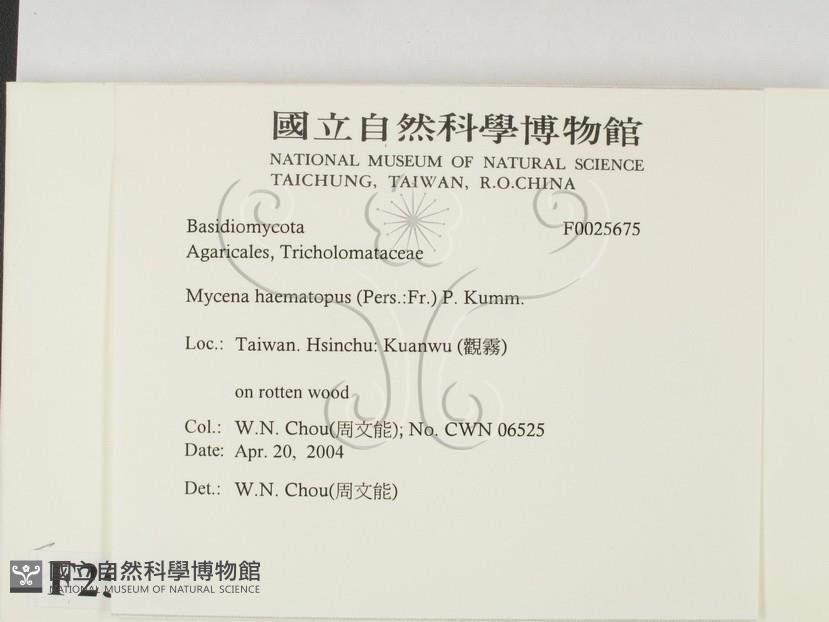 國立自然科學博物館
NATIONAL MUSEUM OF NATURAL SCIENCE
TAICHUNG, TAIWAN, R.O.CHINA
Basidiomycota F0025675
Agaricales, Tricholomataceae
Mycena haematopus (Pers.:Fr.) P. Kumm.
Loc.: Taiwan. Hsinchu: Kuanwu (觀霧)
on rotten wood
Col.: W.N. Chou(周文能); No. CWN 06525
Date: Apr. 20, 2004
Det.: W.N. Chou(周文能)
國立自然科學博物館
NATIONAL MUSEUM OF NATURAL SCIENCE